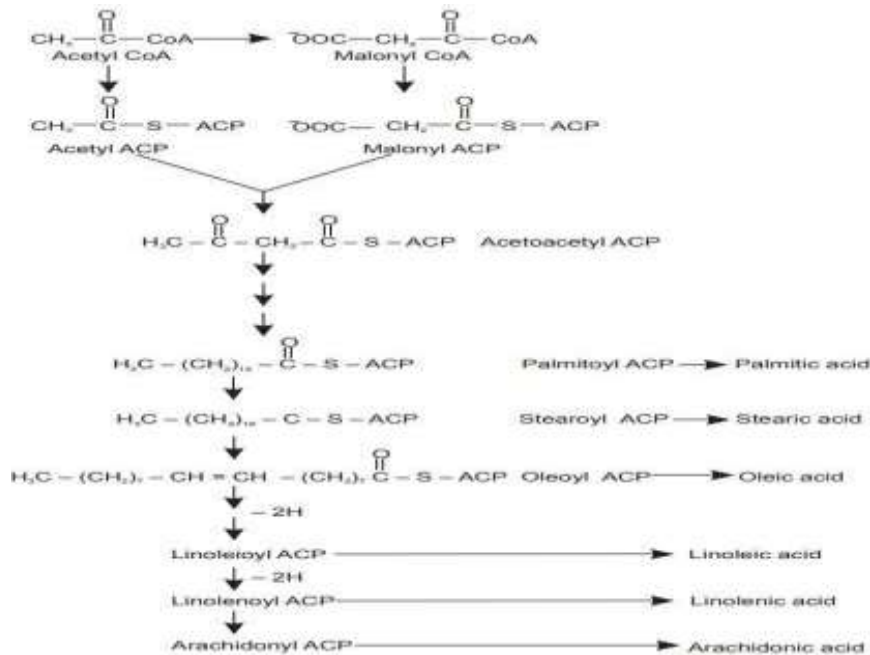 O O
CH₃ – C – CoA ⁻OOC – CH₂ – C – CoA
Acetyl CoA Malonyl CoA
O O
CH₃ – C – S – ACP ⁻OOC – CH₂ – C – S – ACP
Acetyl ACP Malonyl ACP
O O
H₃C – C – CH₂ – C – S – ACP Acetoacetyl ACP
O
H₃C – (CH₂)₁₄ – C – S – ACP Palmitoyl ACP Palmitic acid
H₃C – (CH₂)₁₆ – C – S – ACP Stearoyl ACP Stearic acid
O
H₃C – (CH₂)₇ – CH = CH – (CH₂)₇ C – S – ACP Oleoyl ACP Oleic acid
– 2H
Linoleioyl ACP Linoleic acid
– 2H
Linolenoyl ACP Linolenic acid
Arachidonyl ACP Arachidonic acid